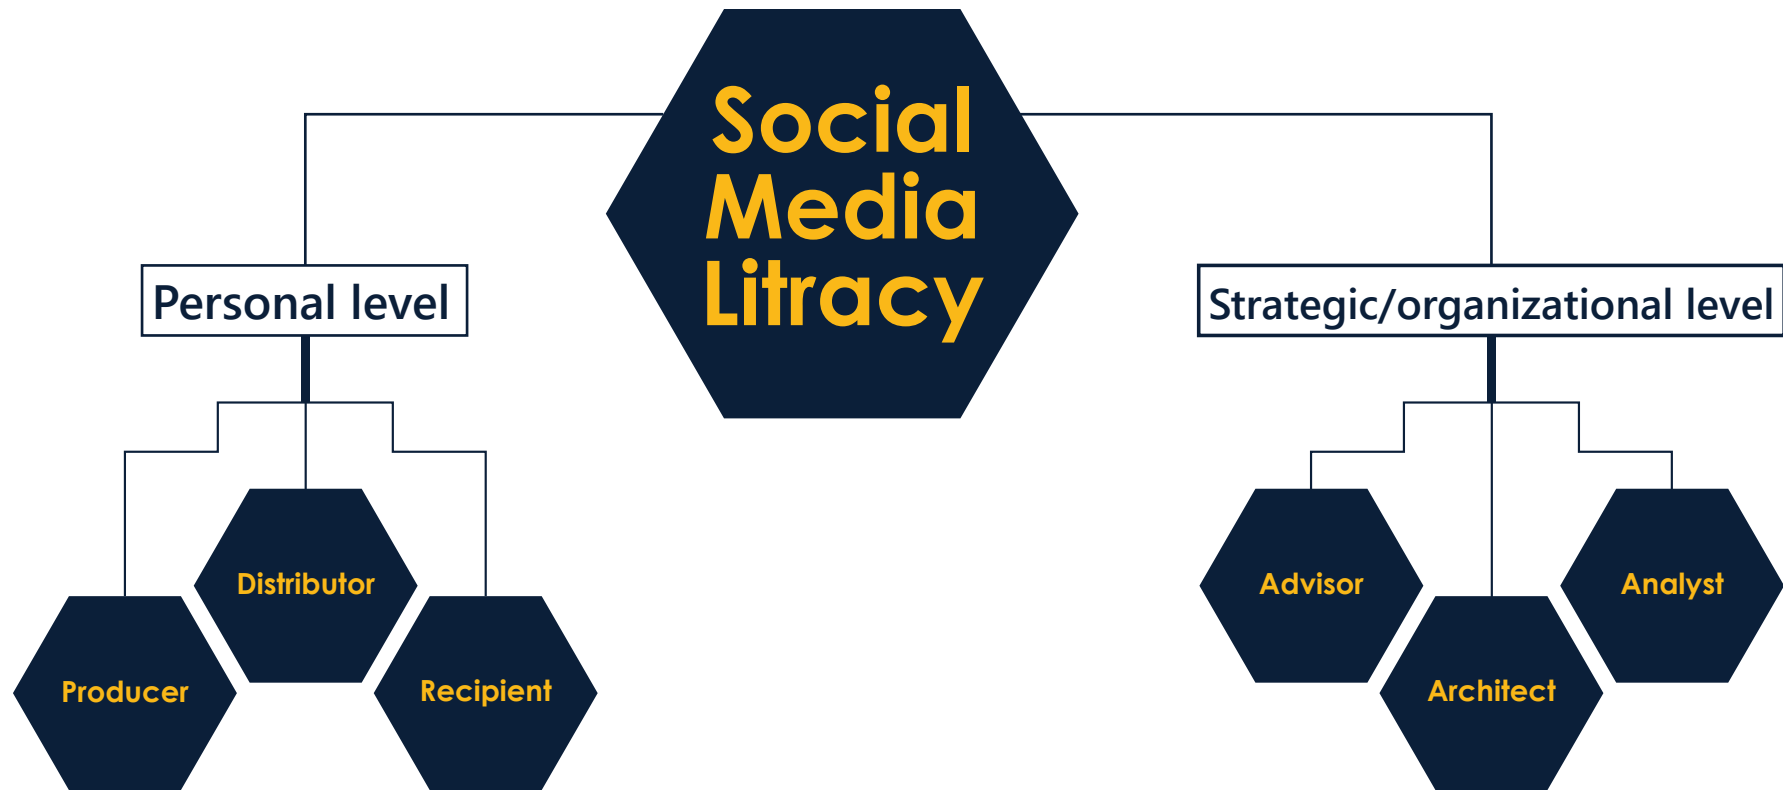 Social
Media
Litracy
Personal level
Strategic/organizational level
Distributor
Producer
Recipient
Advisor
Analyst
Architect